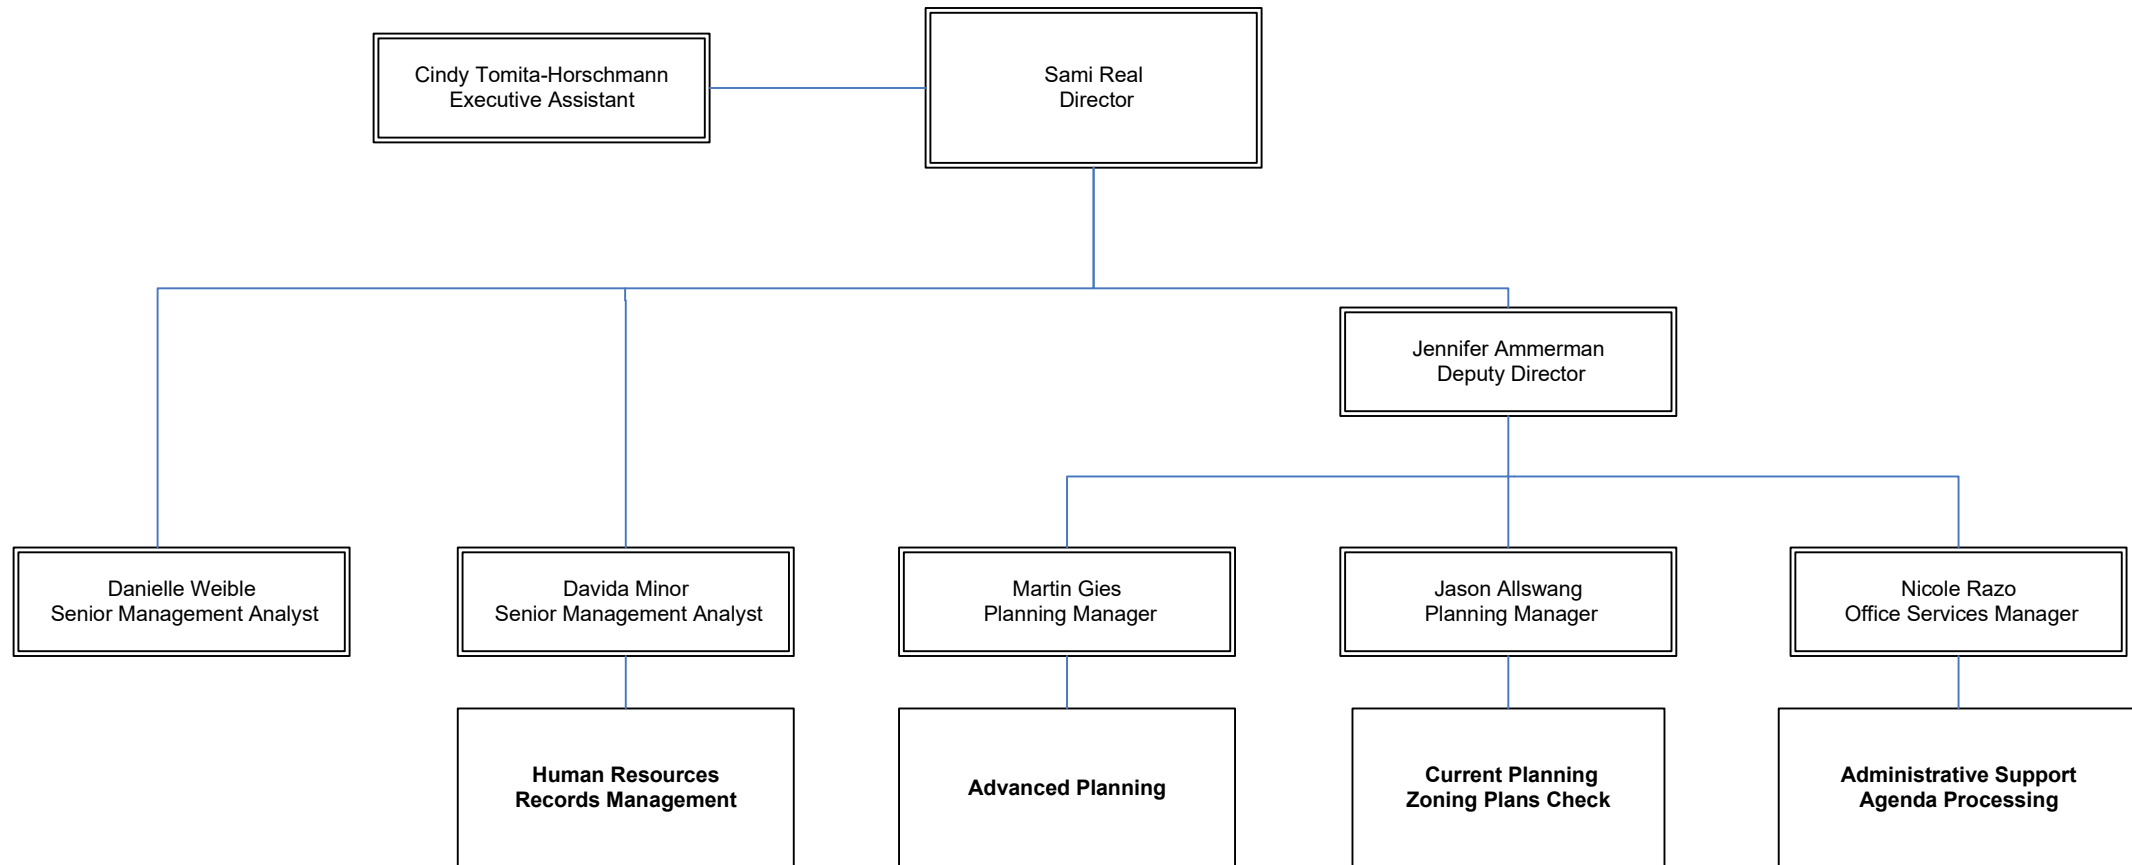 Cindy Tomita-Horschmann
Executive Assistant
Sami Real
Director
Jennifer Ammerman
Deputy Director
Danielle Weible
Senior Management Analyst
Davida Minor
Senior Management Analyst
Martin Gies
Planning Manager
Jason Allswang
Planning Manager
Nicole Razo
Office Services Manager
Human Resources
Records Management
Advanced Planning
Current Planning
Zoning Plans Check
Administrative Support
Agenda Processing